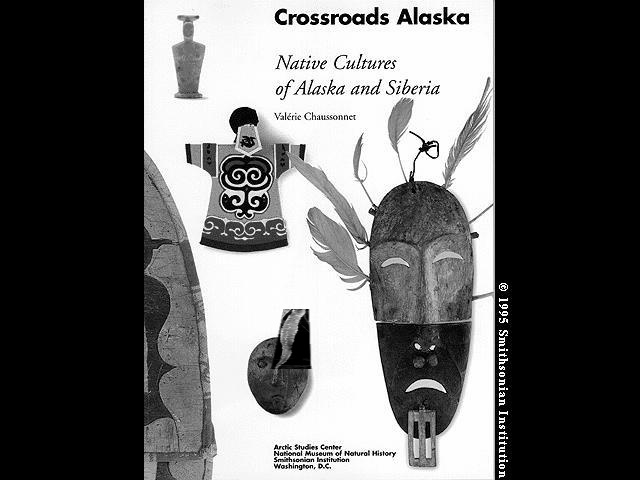 Crossroads Alaska
Native Cultures
of Alaska and Siberia
Valérie Chaussonnet
Arctic Studies Center
National Museum of Natural History
Smithsonian Institution
Washington, D.C.
© 1995 Smithsonian Institution